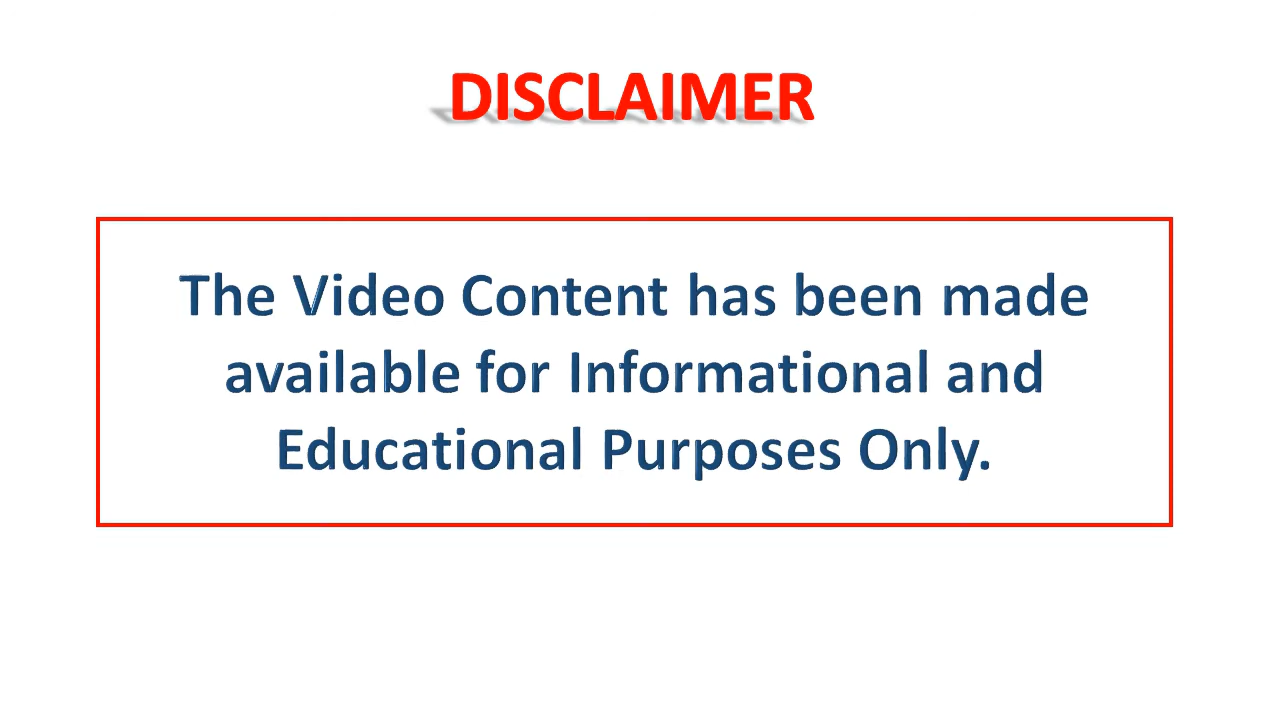 DISCLAIMER
The Video Content has been made
available for Informational and
Educational Purposes Only.